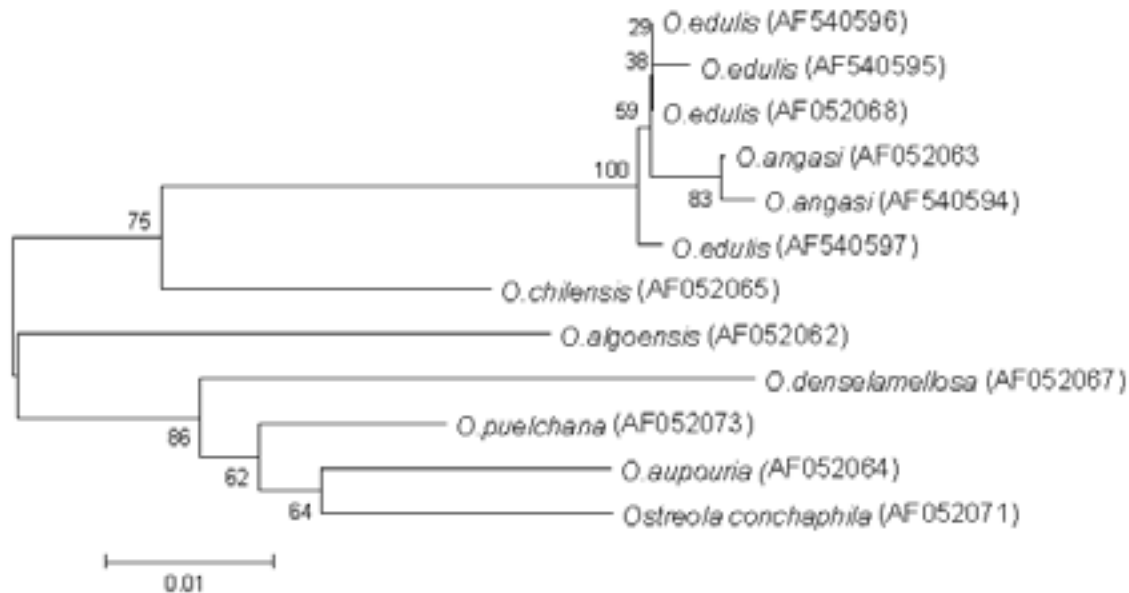 29 O.edulis (AF540596)
38 O.edulis (AF540595)
59 O.edulis (AF052068)
O.angasi (AF052063
100
83 O.angasi (AF540594)
75
O.edulis (AF540597)
O.chilensis (AF052065)
O.algoensis (AF052062)
O.denselamellosa (AF052067)
86 O.puelchana (AF052073)
62 O.aupouria (AF052064)
64 Ostreola conchaphila (AF052071)
0.01